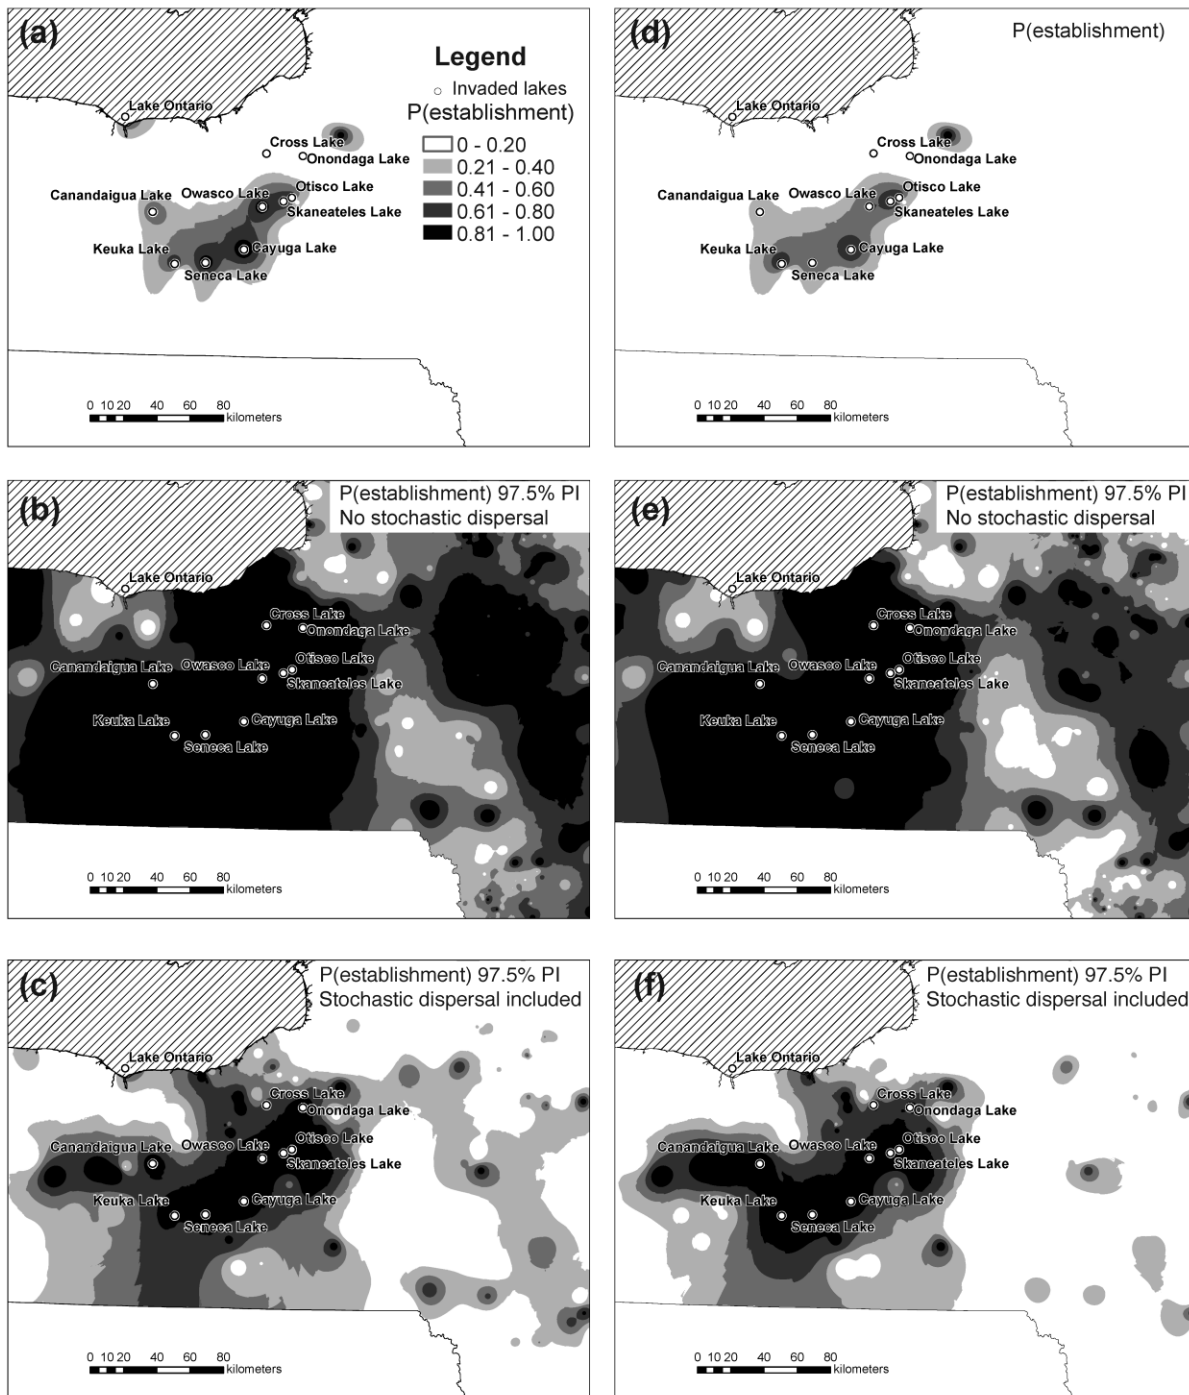 (a)
Legend
Invaded lakes
P(establishment)
0 - 0.20
0.21 - 0.40
0.41 - 0.60
0.61 - 0.80
0.81 - 1.00
Lake Ontario
Cross Lake
Onondaga Lake
Canandaigua Lake
Owasco Lake
Otisco Lake
Skaneateles Lake
Keuka Lake
Cayuga Lake
Seneca Lake
0 10 20 40 60 80
kilometers
(d)
P(establishment)
Lake Ontario
Cross Lake
Onondaga Lake
Canandaigua Lake
Owasco Lake
Otisco Lake
Skaneateles Lake
Keuka Lake
Cayuga Lake
Seneca Lake
0 10 20 40 60 80
kilometers
(b)
P(establishment) 97.5% PI
No stochastic dispersal
Lake Ontario
Cross Lake
Onondaga Lake
Canandaigua Lake
Owasco Lake
Otisco Lake
Skaneateles Lake
Keuka Lake
Cayuga Lake
Seneca Lake
0 10 20 40 60 80
kilometers
(e)
P(establishment) 97.5% PI
No stochastic dispersal
Lake Ontario
Cross Lake
Onondaga Lake
Canandaigua Lake
Owasco Lake
Otisco Lake
Skaneateles Lake
Keuka Lake
Cayuga Lake
Seneca Lake
0 10 20 40 60 80
kilometers
(c)
P(establishment) 97.5% PI
Stochastic dispersal included
Lake Ontario
Cross Lake
Onondaga Lake
Canandaigua Lake
Owasco Lake
Otisco Lake
Skaneateles Lake
Keuka Lake
Cayuga Lake
Seneca Lake
0 10 20 40 60 80
kilometers
(f)
P(establishment) 97.5% PI
Stochastic dispersal included
Lake Ontario
Cross Lake
Onondaga Lake
Canandaigua Lake
Owasco Lake
Otisco Lake
Skaneateles Lake
Keuka Lake
Cayuga Lake
Seneca Lake
0 10 20 40 60 80
kilometers